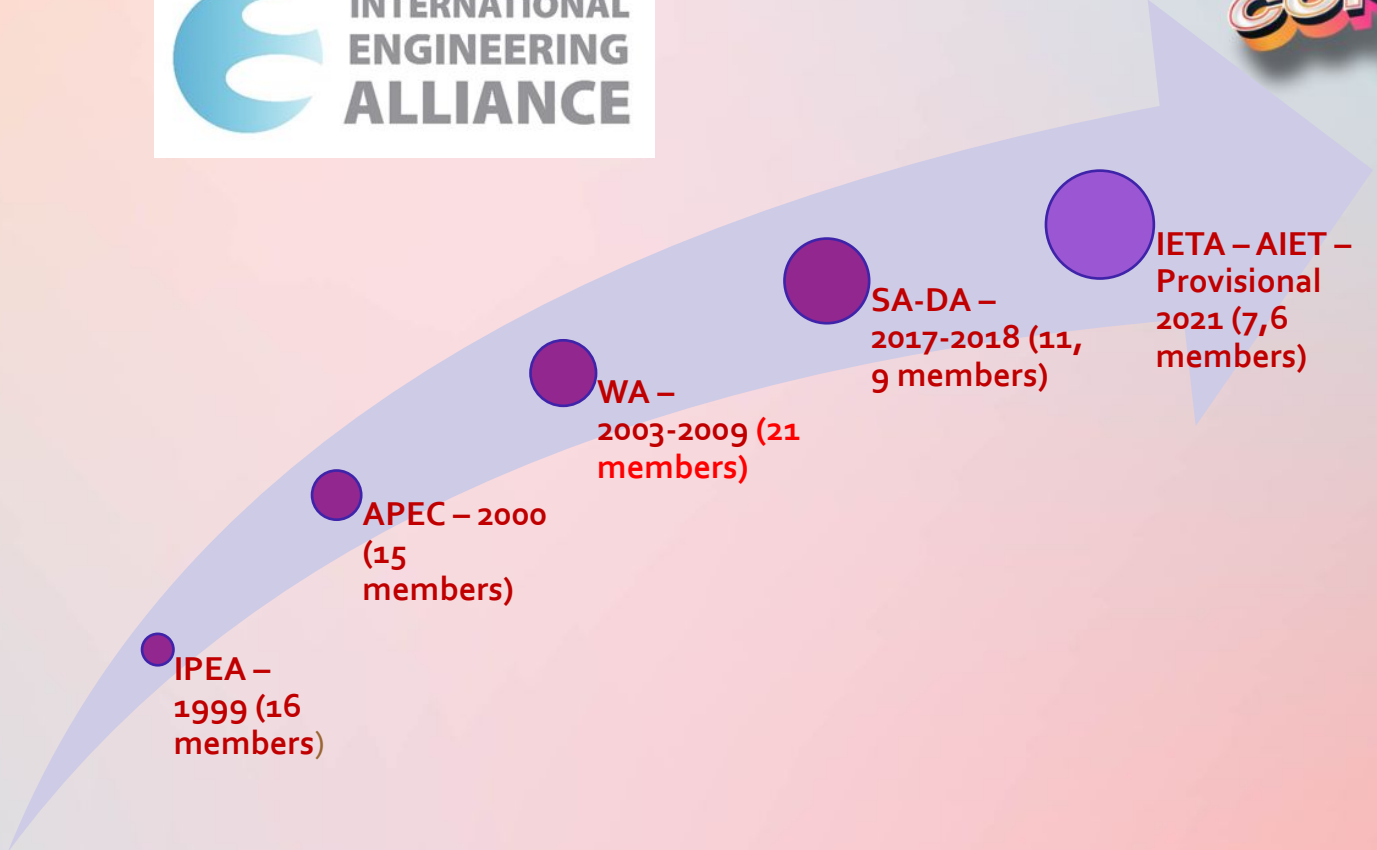 INTERNATIONAL
ENGINEERING
ALLIANCE
IETA – AIET –
Provisional
2021 (7,6
members)
SA-DA –
2017-2018 (11,
9 members)
WA –
2003-2009 (21
members)
APEC – 2000
(15
members)
IPEA –
1999 (16
members)